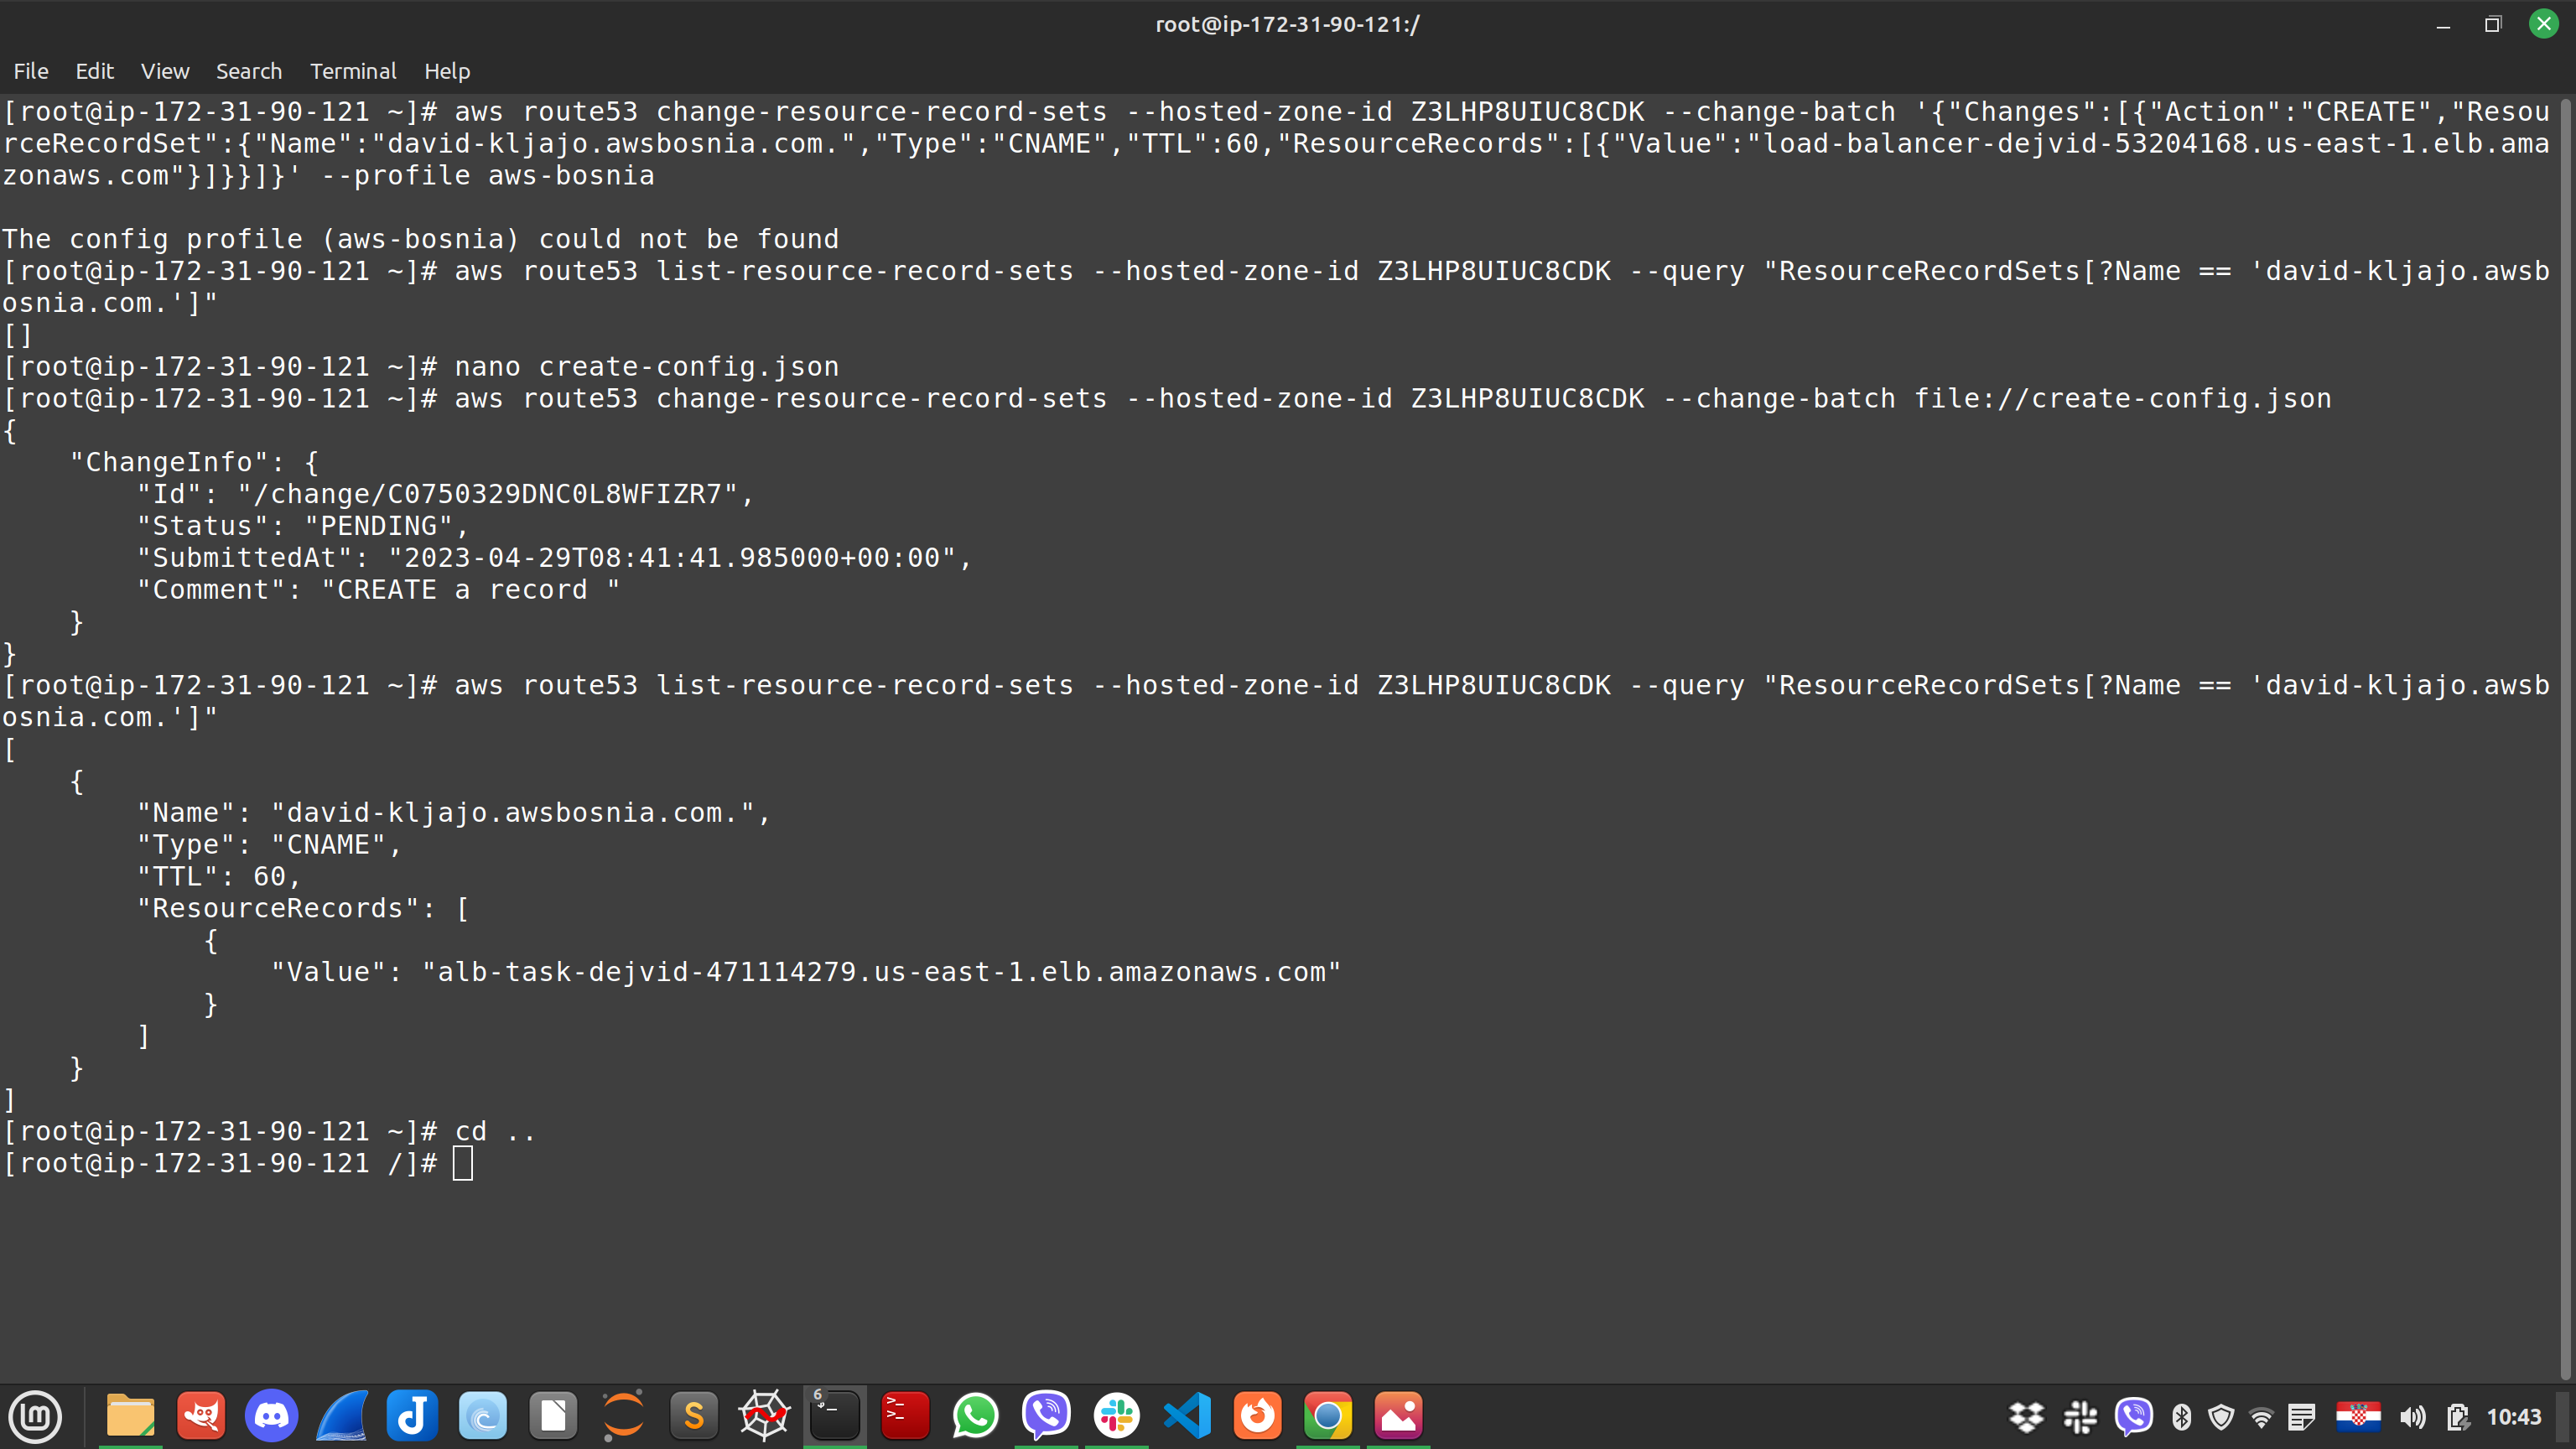 root@ip-172-31-90-121:/
File Edit View Search Terminal Help
[root@ip-172-31-90-121 ~]# aws route53 change-resource-record-sets --hosted-zone-id Z3LHP8UIUC8CDK --change-batch '{"Changes":[{"Action":"CREATE","Resou
rceRecordSet":{"Name":"david-kljajo.awsbosnia.com.","Type":"CNAME","TTL":60,"ResourceRecords":[{"Value":"load-balancer-dejvid-53204168.us-east-1.elb.ama
zonaws.com"}]}}]}' --profile aws-bosnia
The config profile (aws-bosnia) could not be found
[root@ip-172-31-90-121 ~]# aws route53 list-resource-record-sets --hosted-zone-id Z3LHP8UIUC8CDK --query "ResourceRecordSets[?Name == 'david-kljajo.awsb
osnia.com.']"
[]
[root@ip-172-31-90-121 ~]# nano create-config.json
[root@ip-172-31-90-121 ~]# aws route53 change-resource-record-sets --hosted-zone-id Z3LHP8UIUC8CDK --change-batch file://create-config.json
{
    "ChangeInfo": {
        "Id": "/change/C0750329DNC0L8WFIZR7",
        "Status": "PENDING",
        "SubmittedAt": "2023-04-29T08:41:41.985000+00:00",
        "Comment": "CREATE a record "
    }
}
[root@ip-172-31-90-121 ~]# aws route53 list-resource-record-sets --hosted-zone-id Z3LHP8UIUC8CDK --query "ResourceRecordSets[?Name == 'david-kljajo.awsb
osnia.com.']"
[
    {
        "Name": "david-kljajo.awsbosnia.com.",
        "Type": "CNAME",
        "TTL": 60,
        "ResourceRecords": [
            {
                "Value": "alb-task-dejvid-471114279.us-east-1.elb.amazonaws.com"
            }
        ]
    }
]
[root@ip-172-31-90-121 ~]# cd ..
[root@ip-172-31-90-121 /]#
6
10:43